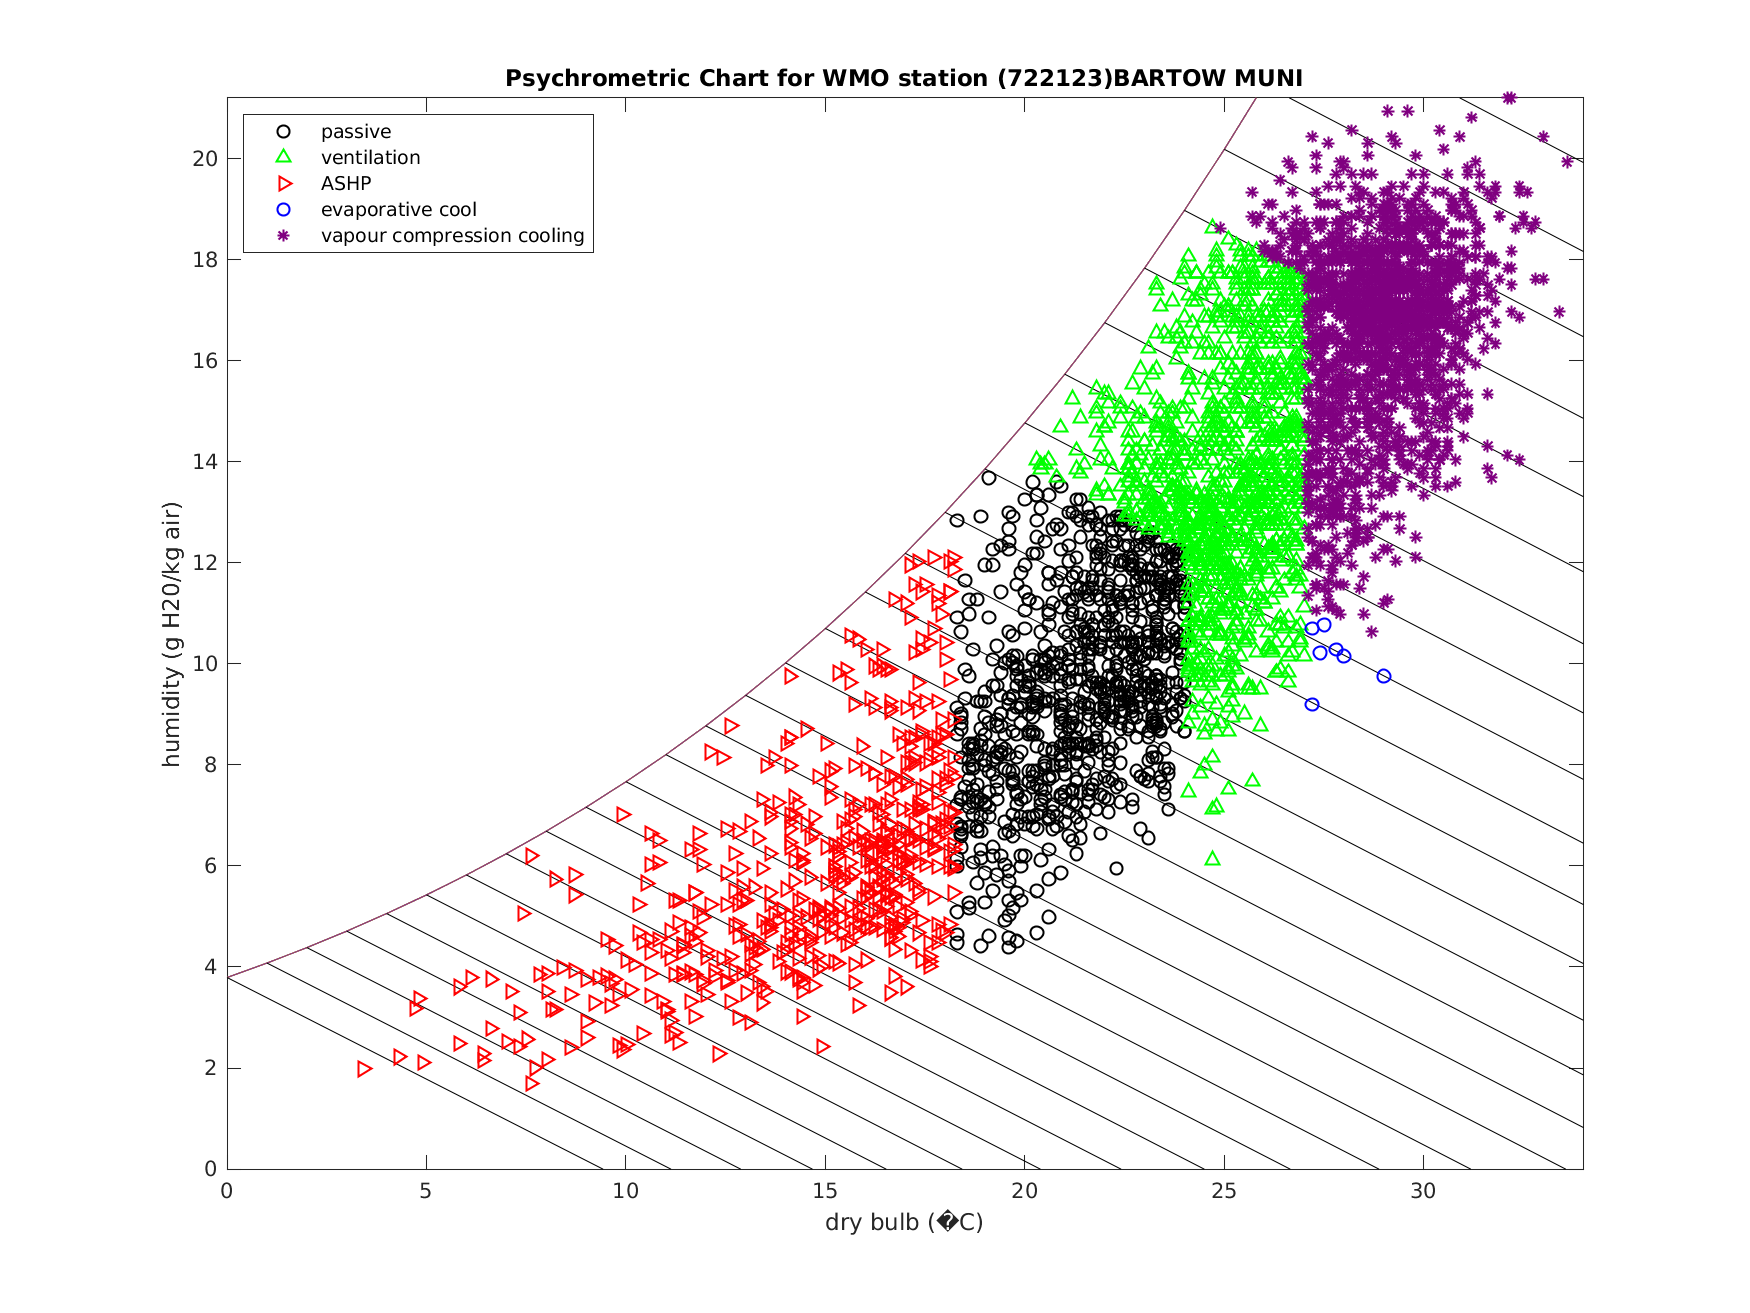 Psychrometric Chart for WMO station (722123)BARTOW MUNI
passive
ventilation
ASHP
evaporative cool
vapour compression cooling
humidity (g H20/kg air)
20
18
16
14
12
10
8
6
4
2
0
0 5 10 15 20 25 30
dry bulb (�C)